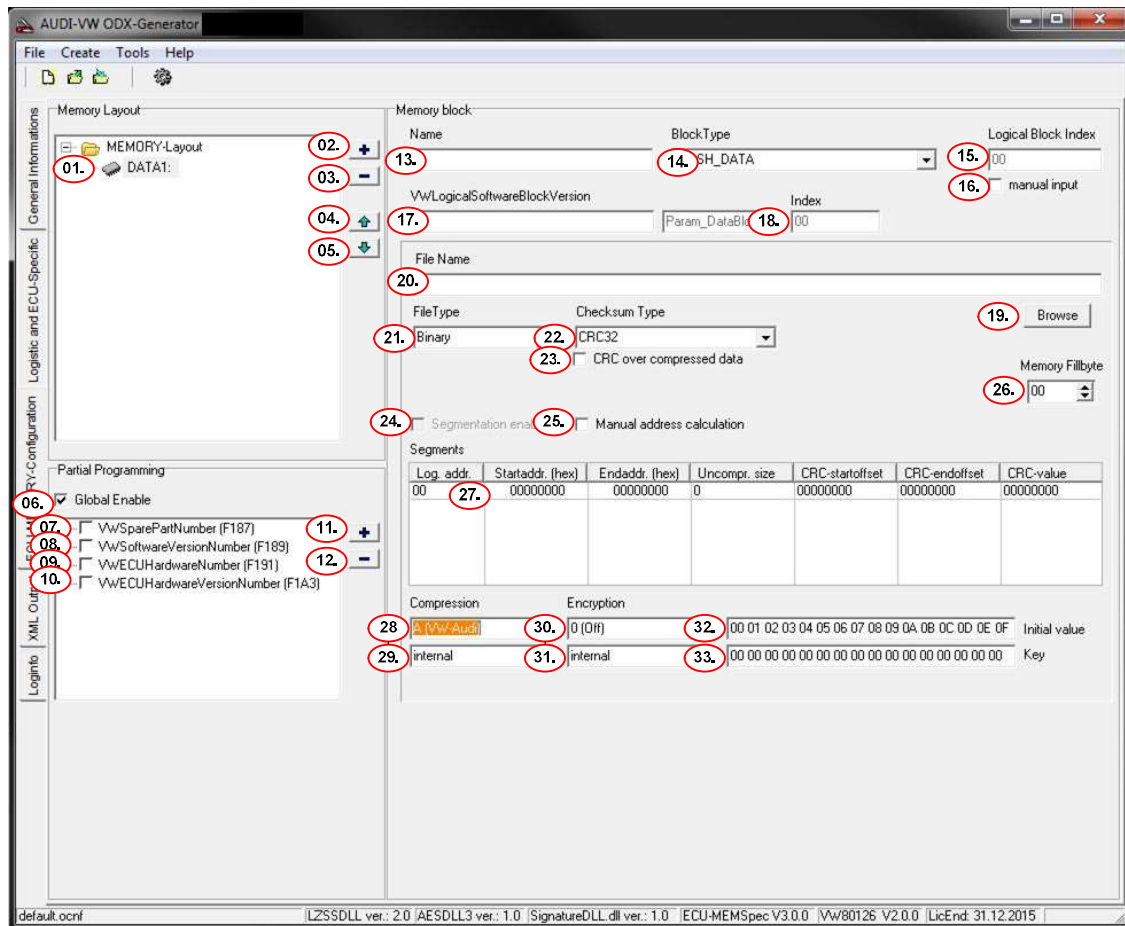 AUDI-VW ODX-Generator
File Create Tools Help
General Informations
Logistic and ECU-Specific
RY-Configuration
XML Outp
Loginfo
Memory Layout
MEMORY-Layout
01. DATA1:
02. +
03. -
04.
05.
Partial Programming
06. Global Enable
07. VWSparePartNumber (F187)
08. VWSoftwareVersionNumber (F189)
09. VWECUHardwareNumber (F191)
10. VWECUHardwareVersionNumber (F1A3)
11. +
12. -
Memory block
Name BlockType Logical Block Index
13. 14. SH_DATA 15. 00
16. manual input
VWLogicalSoftwareBlockVersion Index
17. Param_DataBl 18. 00
File Name
20.
FileType Checksum Type 19. Browse
21. Binary 22. CRC32
23. CRC over compressed data
Memory Fillbyte
26. 00
24. Segmentation ena 25. Manual address calculation
Segments
Log. addr. Startaddr. (hex) Endaddr. (hex) Uncompr. size CRC-startoffset CRC-endoffset CRC-value
00 27. 00000000 00000000 0 00000000 00000000 00000000
Compression Encryption
28 A (VW-Audi) 30. 0 (Off) 32. 00 01 02 03 04 05 06 07 08 09 0A 0B 0C 0D 0E 0F Initial value
29. internal 31. internal 33. 00 00 00 00 00 00 00 00 00 00 00 00 00 00 00 00 Key
default.ocnf LZSSDLL ver.: 2.0 AESDLL3 ver.: 1.0 SignatureDLL.dll ver.: 1.0 ECU-MEMSpec V3.0.0 VW80126 V2.0.0 LicEnd: 31.12.2015